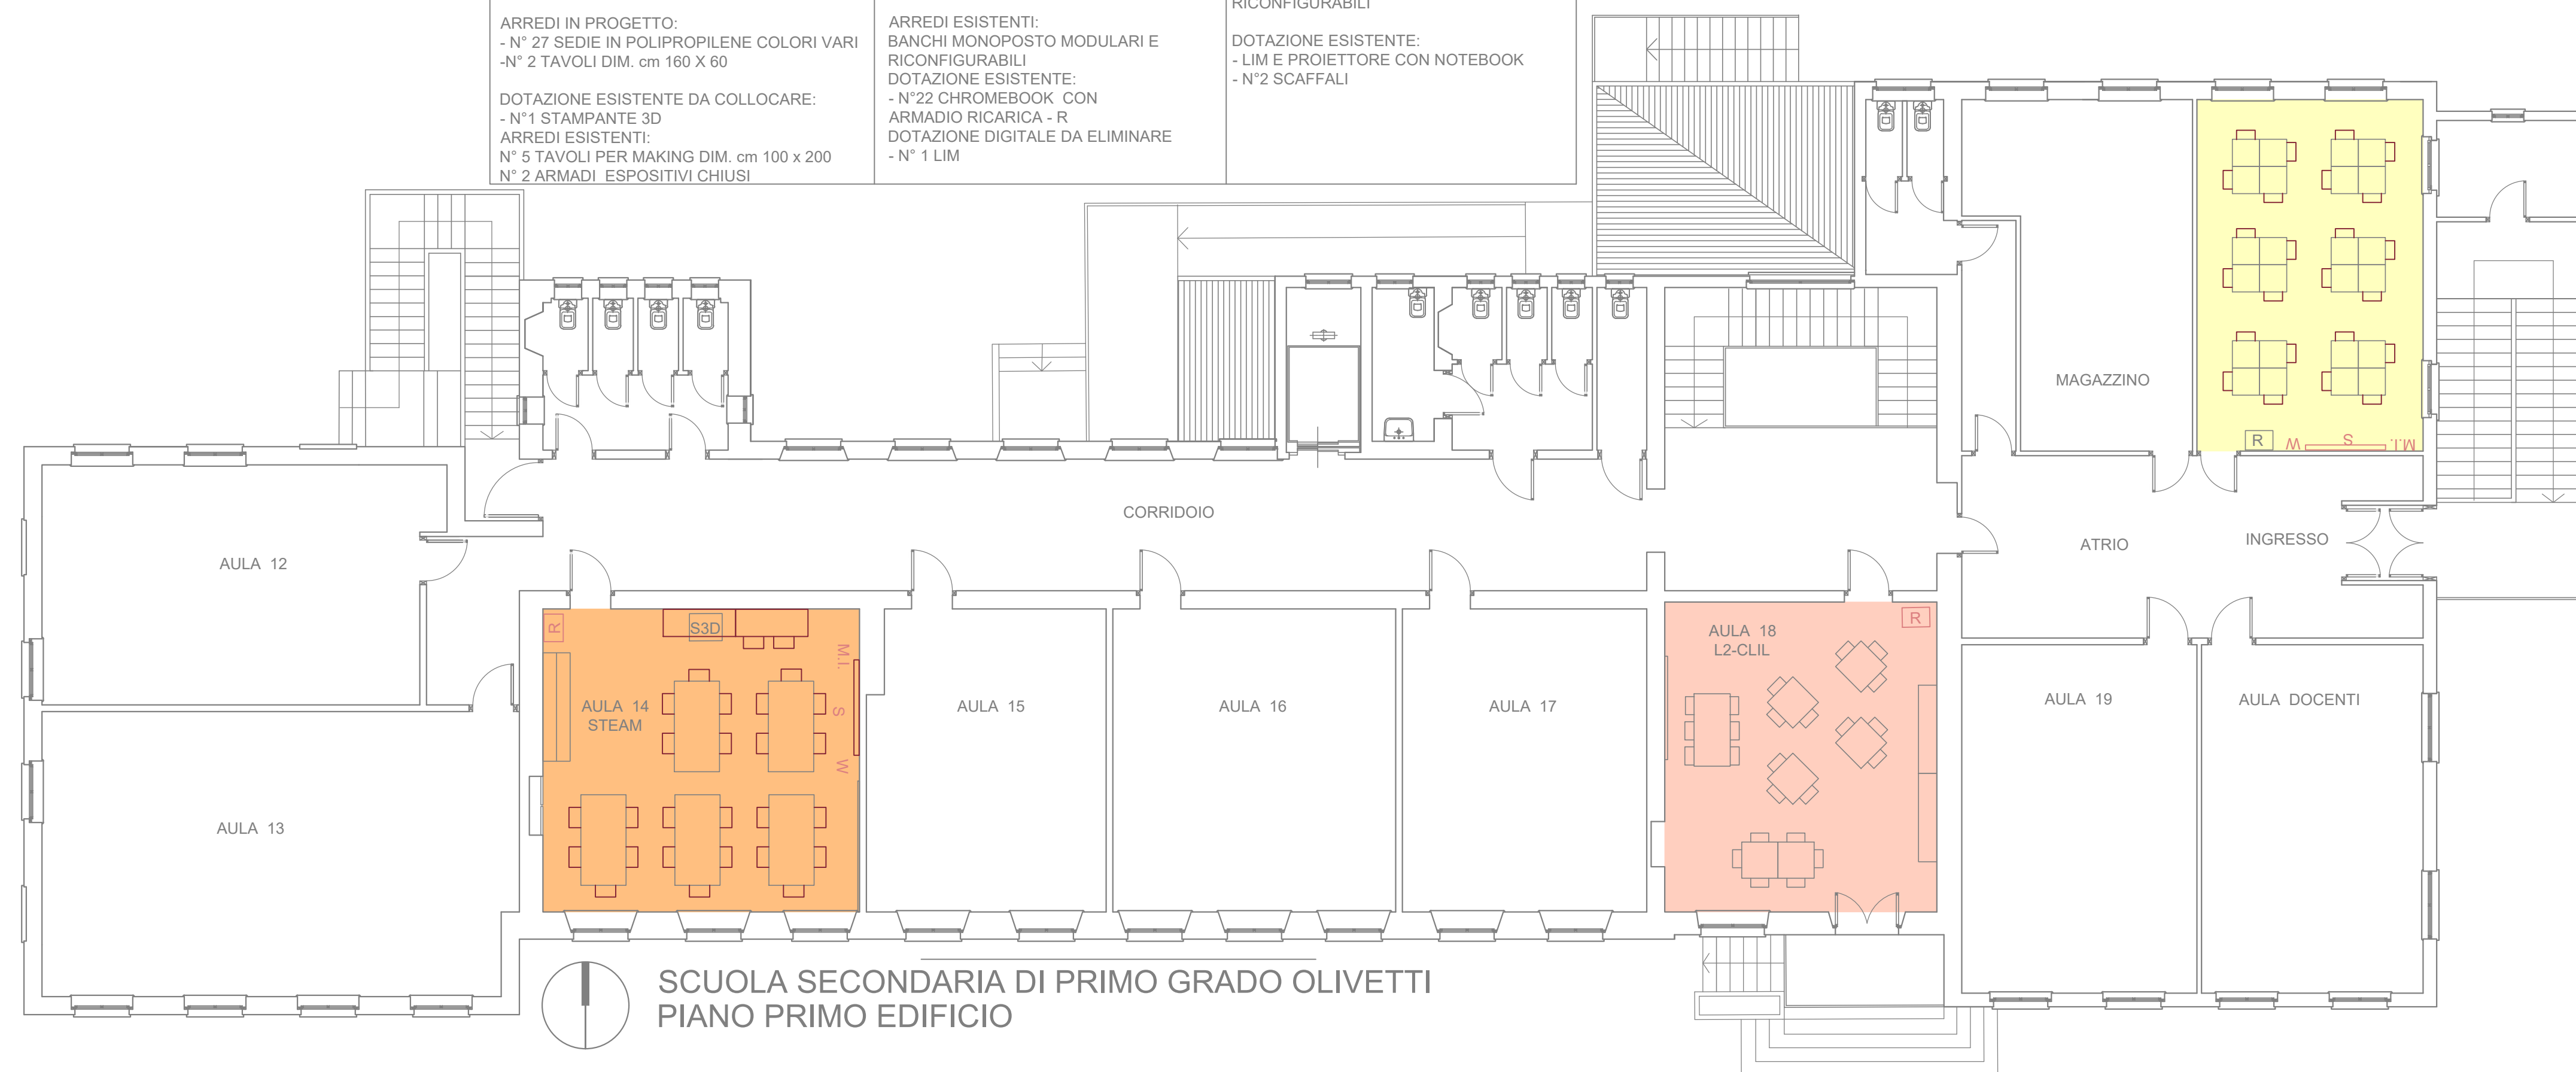 ARREDI IN PROGETTO:
- N° 27 SEDIE IN POLIPROPILENE COLORI VARI
-N° 2 TAVOLI DIM. cm 160 X 60
DOTAZIONE ESISTENTE DA COLLOCARE:
- N°1 STAMPANTE 3D
ARREDI ESISTENTI:
N° 5 TAVOLI PER MAKING DIM. cm 100 x 200
N° 2 ARMADI ESPOSITIVI CHIUSI
ARREDI ESISTENTI:
BANCHI MONOPOSTO MODULARI E
RICONFIGURABILI
DOTAZIONE ESISTENTE:
- N°22 CHROMEBOOK CON
ARMADIO RICARICA - R
DOTAZIONE DIGITALE DA ELIMINARE
- N° 1 LIM
RICONFIGURABILI
DOTAZIONE ESISTENTE:
- LIM E PROIETTORE CON NOTEBOOK
- N°2 SCAFFALI
MAGAZZINO
R
W
S
M.I.
CORRIDOIO
ATRIO
INGRESSO
AULA 12
AULA 13
R
S3D
AULA 14
STEAM
M.I.
S
W
AULA 15
AULA 16
AULA 17
AULA 18
L2-CLIL
R
AULA 19
AULA DOCENTI
SCUOLA SECONDARIA DI PRIMO GRADO OLIVETTI
PIANO PRIMO EDIFICIO